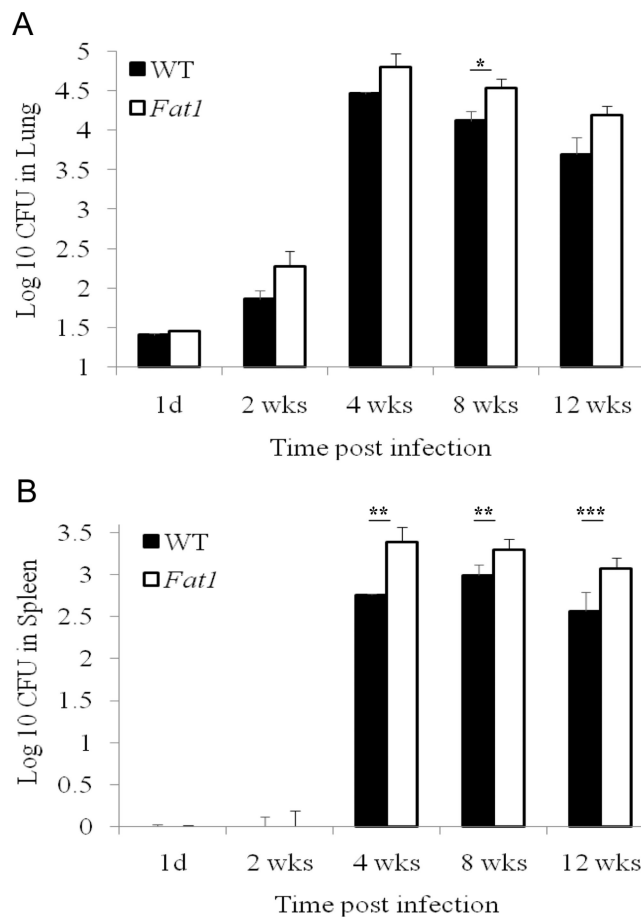 A
Log 10 CFU in Lung
5
4.5
4
3.5
3
2.5
2
1.5
1
WT
Fat1
*
1d 2 wks 4 wks 8 wks 12 wks
Time post infection
B
Log 10 CFU in Spleen
3.5
3
2.5
2
1.5
1
0.5
0
WT
Fat1
** ** ***
1d 2 wks 4 wks 8 wks 12 wks
Time post infection